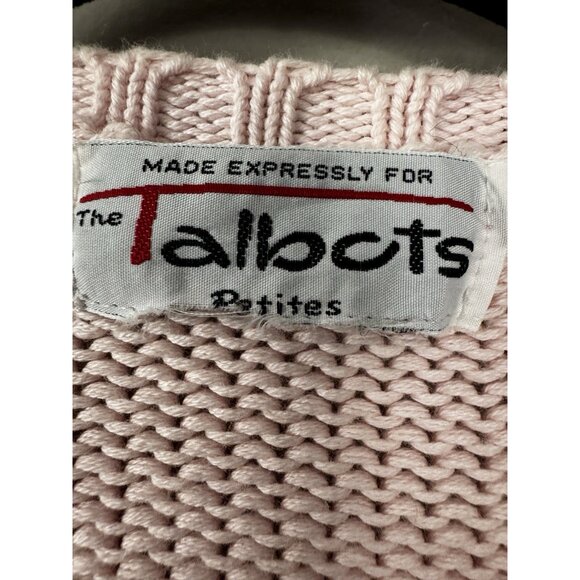 MADE EXPRESSLY FOR
The Talbots
Petites